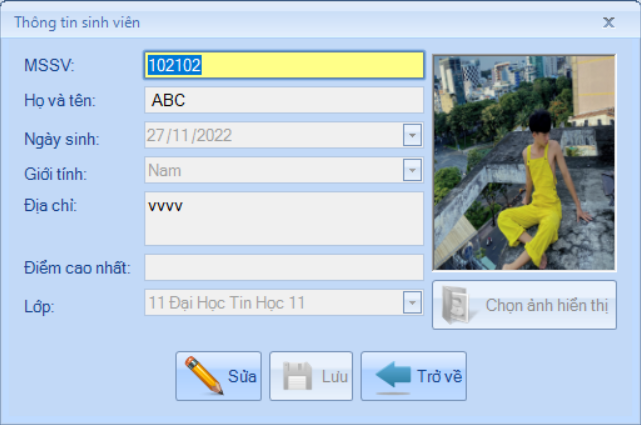 Thông tin sinh viên
MSSV: 102102
Họ và tên: ABC
Ngày sinh: 27/11/2022
Giới tính: Nam
Địa chỉ: vvvv
Điểm cao nhất:
Lớp: 11 Đại Học Tin Học 11
Chọn ảnh hiển thị
Sửa Lưu Trở về